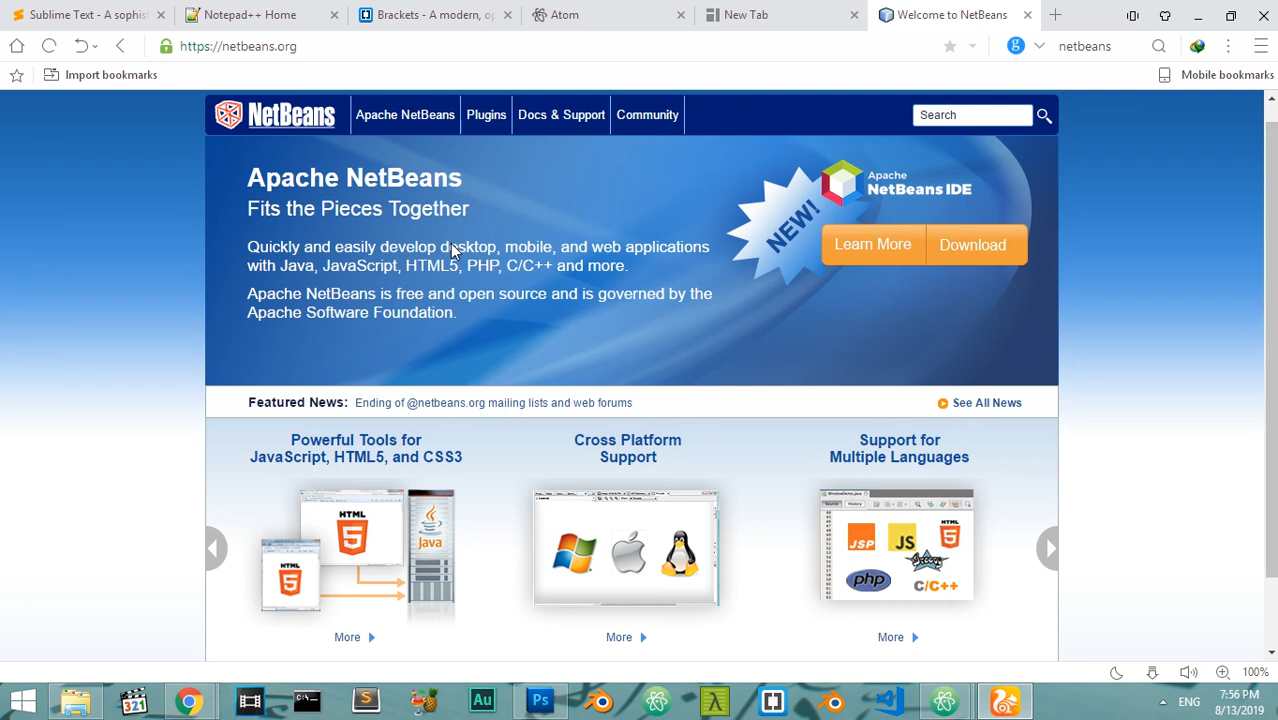 Sublime Text - A sophist
Notepad++ Home
Brackets - A modern, op
Atom
New Tab
Welcome to NetBeans
https://netbeans.org
netbeans
Import bookmarks
Mobile bookmarks
NetBeans
Apache NetBeans
Plugins
Docs & Support
Community
Search
Apache NetBeans
Fits the Pieces Together
Quickly and easily develop desktop, mobile, and web applications
with Java, JavaScript, HTML5, PHP, C/C++ and more.
Apache NetBeans is free and open source and is governed by the
Apache Software Foundation.
NEW!
Apache
NetBeans IDE
Learn More
Download
Featured News: Ending of @netbeans.org mailing lists and web forums
See All News
Powerful Tools for
JavaScript, HTML5, and CSS3
Cross Platform
Support
Support for
Multiple Languages
HTML
5
HTML
5
Java
JSP
JS
HTML
5
Groovy
php
C/C++
More
More
More
100%
321
Au
Ps
ENG
7:56 PM
8/13/2019